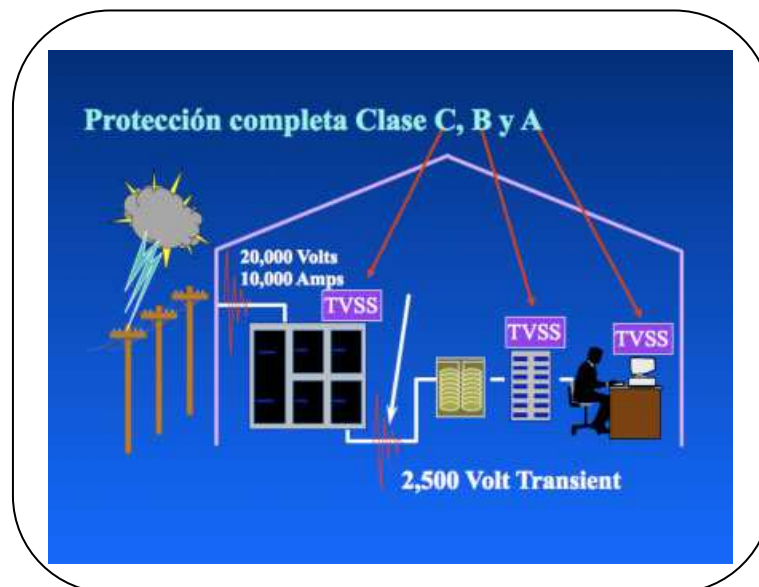 Protección completa Clase C, B y A
20,000 Volts
10,000 Amps
TVSS
TVSS
TVSS
2,500 Volt Transient